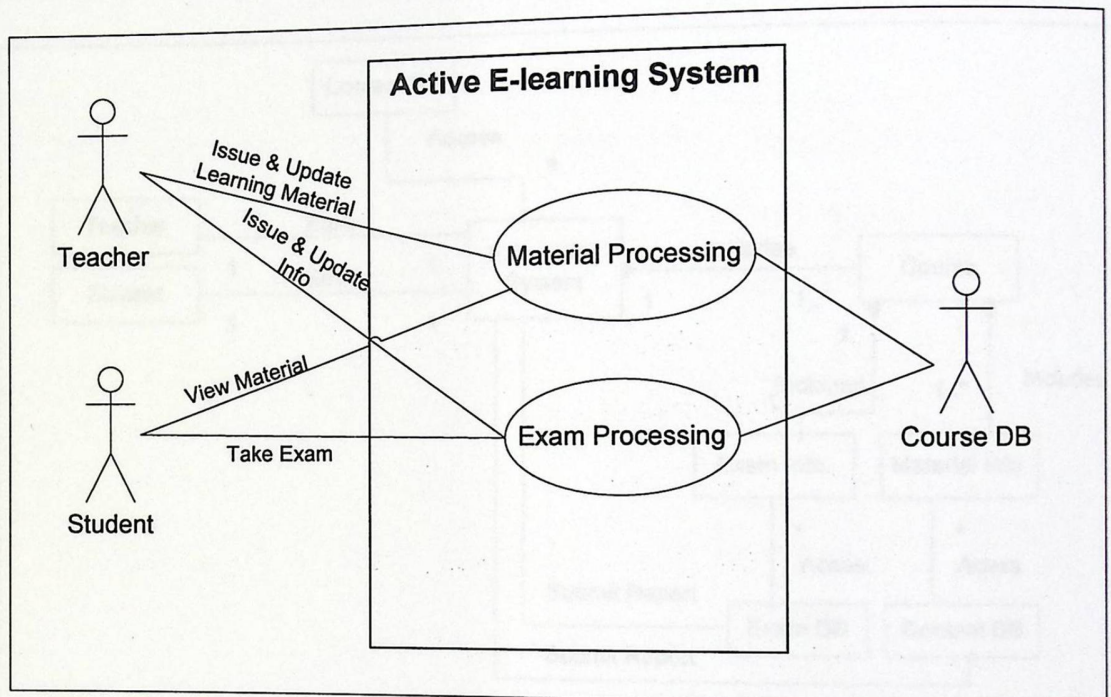 Active E-learning System
Issue & Update
Learning Material
Issue & Update
Info
Teacher
Material Processing
View Material
Take Exam
Exam Processing
Student
Course DB